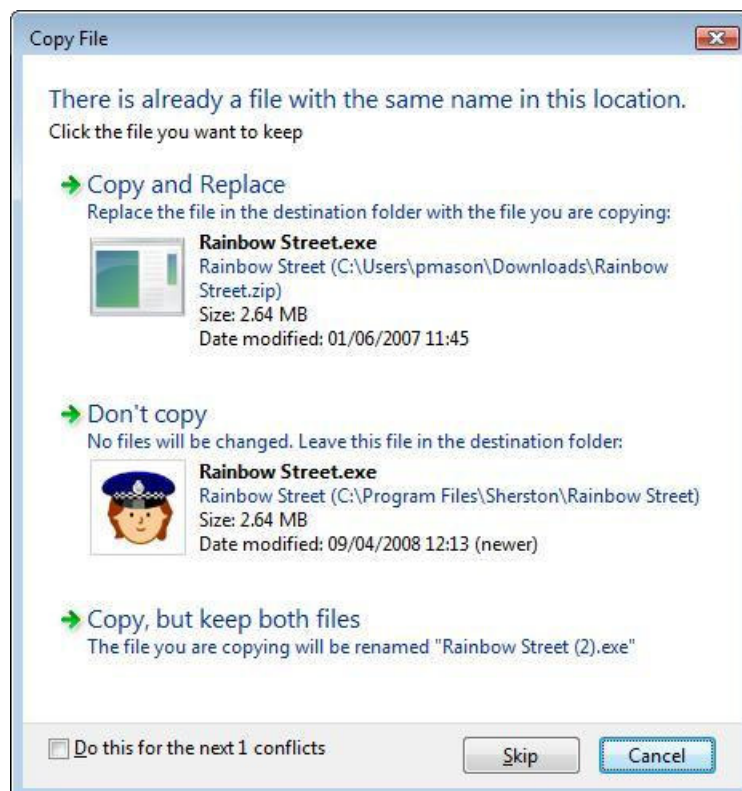 Copy File
There is already a file with the same name in this location.
Click the file you want to keep
Copy and Replace
Replace the file in the destination folder with the file you are copying:
Rainbow Street.exe
Rainbow Street (C:\Users\pmason\Downloads\Rainbow
Street.zip)
Size: 2.64 MB
Date modified: 01/06/2007 11:45
Don't copy
No files will be changed. Leave this file in the destination folder:
Rainbow Street.exe
Rainbow Street (C:\Program Files\Sherston\Rainbow Street)
Size: 2.64 MB
Date modified: 09/04/2008 12:13 (newer)
Copy, but keep both files
The file you are copying will be renamed "Rainbow Street (2).exe"
Do this for the next 1 conflicts
Skip
Cancel